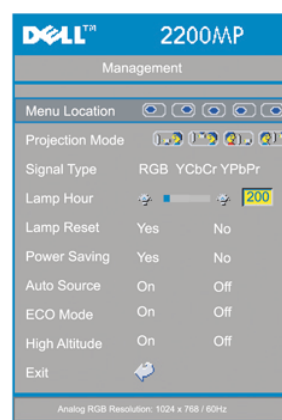 DELL™ 2200MP
Management
Menu Location
Projection Mode
Signal Type RGB YCbCr YPbPr
Lamp Hour 200
Lamp Reset Yes No
Power Saving Yes No
Auto Source On Off
ECO Mode On Off
High Altitude On Off
Exit
Analog RGB Resolution: 1024 x 768 / 60Hz